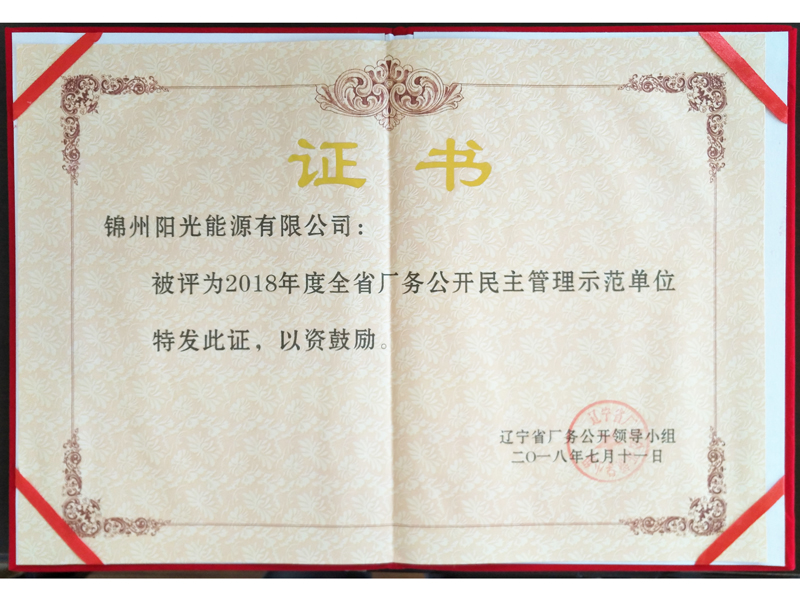 证书
锦州阳光能源有限公司：
被评为2018年度全省厂务公开民主管理示范单位
特发此证，以资鼓励。
辽宁省厂务公开领导小组
二〇一八年七月十一日